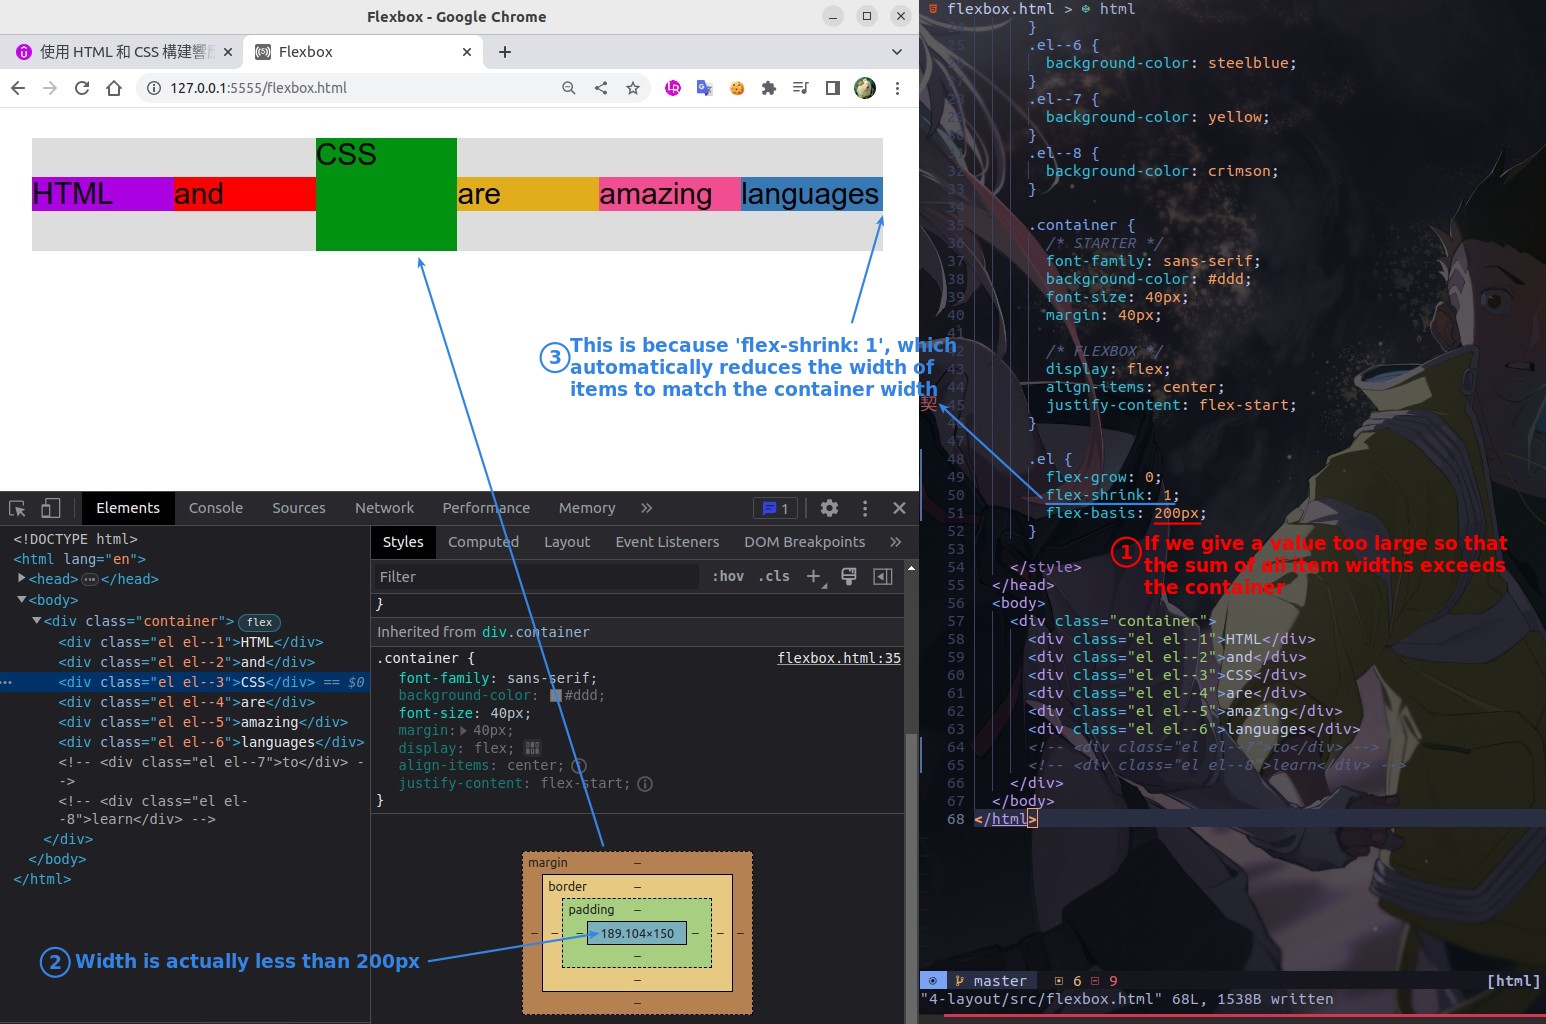 Flexbox - Google Chrome
使用 HTML 和 CSS 構建響
Flexbox
127.0.0.1:5555/flexbox.html
HTML
and
CSS
are
amazing
languages
③ This is because 'flex-shrink: 1', which
automatically reduces the width of
items to match the container width
Elements
Console
Sources
Network
Performance
Memory
»
1
<!DOCTYPE html>
<html lang="en">
<head>…</head>
<body>
<div class="container"> flex
<div class="el el--1">HTML</div>
<div class="el el--2">and</div>
<div class="el el--3">CSS</div> == $0
<div class="el el--4">are</div>
<div class="el el--5">amazing</div>
<div class="el el--6">languages</div>
<!-- <div class="el el--7">to</div> -
->
<!-- <div class="el el-
-8">learn</div> -->
</div>
</body>
</html>
Styles
Computed
Layout
Event Listeners
DOM Breakpoints
»
Filter
:hov .cls
}
Inherited from div.container
.container {
flexbox.html:35
font-family: sans-serif;
background-color: #ddd;
font-size: 40px;
margin: 40px;
display: flex;
align-items: center;
justify-content: flex-start;
}
margin –
border –
padding –
– – – 189.104×150 – – –
–
–
–
② Width is actually less than 200px
flexbox.html > html
}
25 .el--6 {
background-color: steelblue;
}
.el--7 {
background-color: yellow;
}
.el--8 {
32 background-color: crimson;
33 }
34
35 .container {
36 /* STARTER */
37 font-family: sans-serif;
38 background-color: #ddd;
39 font-size: 40px;
40 margin: 40px;
41
42 /* FLEXBOX */
43 display: flex;
44 align-items: center;
契 45 justify-content: flex-start;
46 }
47
48 .el {
49 flex-grow: 0;
50 flex-shrink: 1;
51 flex-basis: 200px;
52 }
53
54 </style>
55 </head>
56 <body>
57 <div class="container">
58 <div class="el el--1">HTML</div>
59 <div class="el el--2">and</div>
60 <div class="el el--3">CSS</div>
61 <div class="el el--4">are</div>
62 <div class="el el--5">amazing</div>
63 <div class="el el--6">languages</div>
64 <!-- <div class="el el--7">to</div> -->
65 <!-- <div class="el el--8">learn</div> -->
66 </div>
67 </body>
68 </html>
① If we give a value too large so that
the sum of all item widths exceeds
the container
master 6 9 [html]
"4-layout/src/flexbox.html" 68L, 1538B written